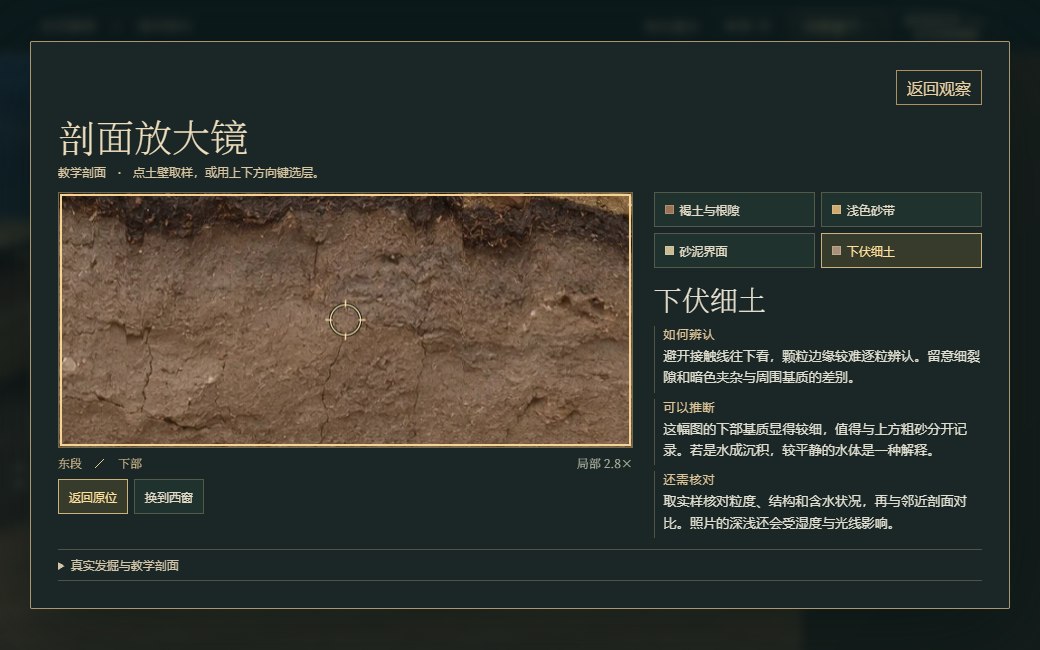 返回观察
剖面放大镜
教学剖面 · 点土壁取样，或用上下方向键选层。
褐土与根隙
浅色砂带
砂泥界面
下伏细土
下伏细土
如何辨认
避开接触线往下看，颗粒边缘较难逐粒辨认。留意细裂
隙和暗色夹杂与周围基质的差别。
可以推断
这幅图的下部基质显得较细，值得与上方粗砂分开记
录。若是水成沉积，较平静的水体是一种解释。
还需核对
取实样核对粒度、结构和含水状况，再与邻近剖面对
比。照片的深浅还会受湿度与光线影响。
东段 ／ 下部
局部 2.8×
返回原位
换到西窗
▶ 真实发掘与教学剖面